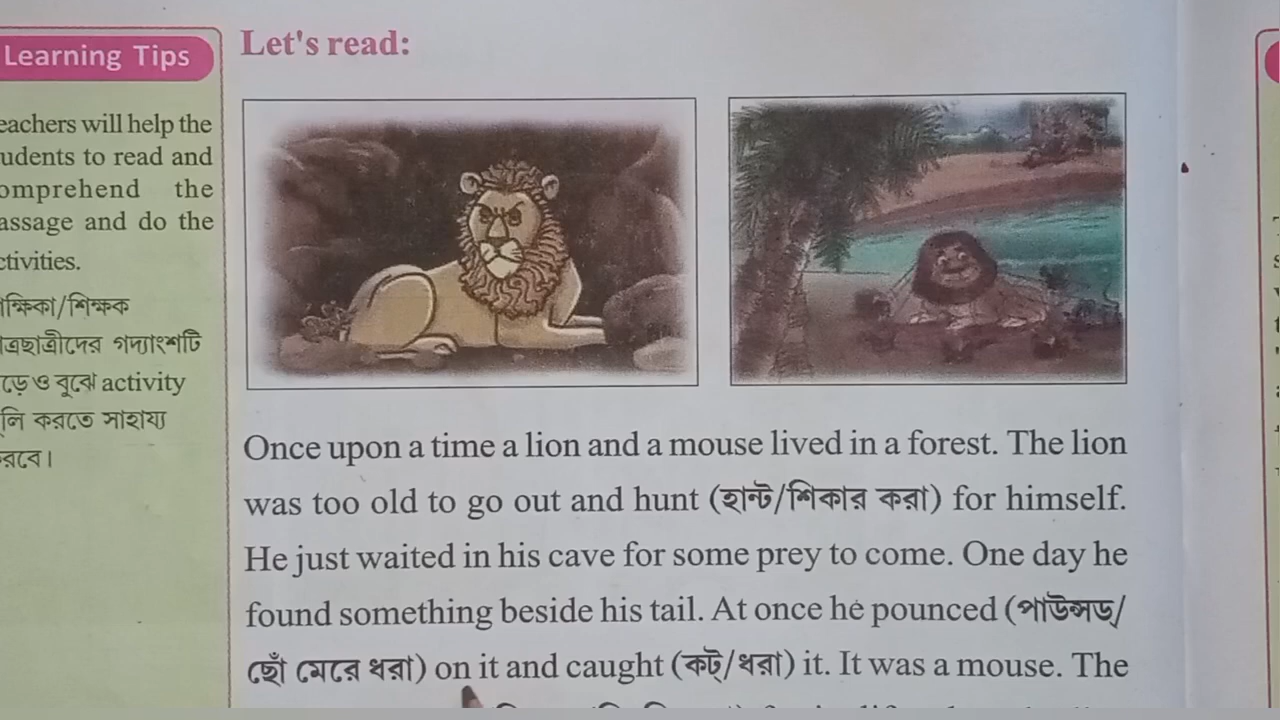 Learning Tips
eachers will help the
udents to read and
omprehend the
assage and do the
ctivities.
ক্ষিকা/শিক্ষক
ত্রছাত্রীদের গদ্যাংশটি
ড়ে ও বুঝে activity
লি করতে সাহায্য
রবে।
Let's read:
Once upon a time a lion and a mouse lived in a forest. The lion
was too old to go out and hunt (হান্ট/শিকার করা) for himself.
He just waited in his cave for some prey to come. One day he
found something beside his tail. At once he pounced (পাউন্সড/
ছোঁ মেরে ধরা) on it and caught (কট্/ধরা) it. It was a mouse. The